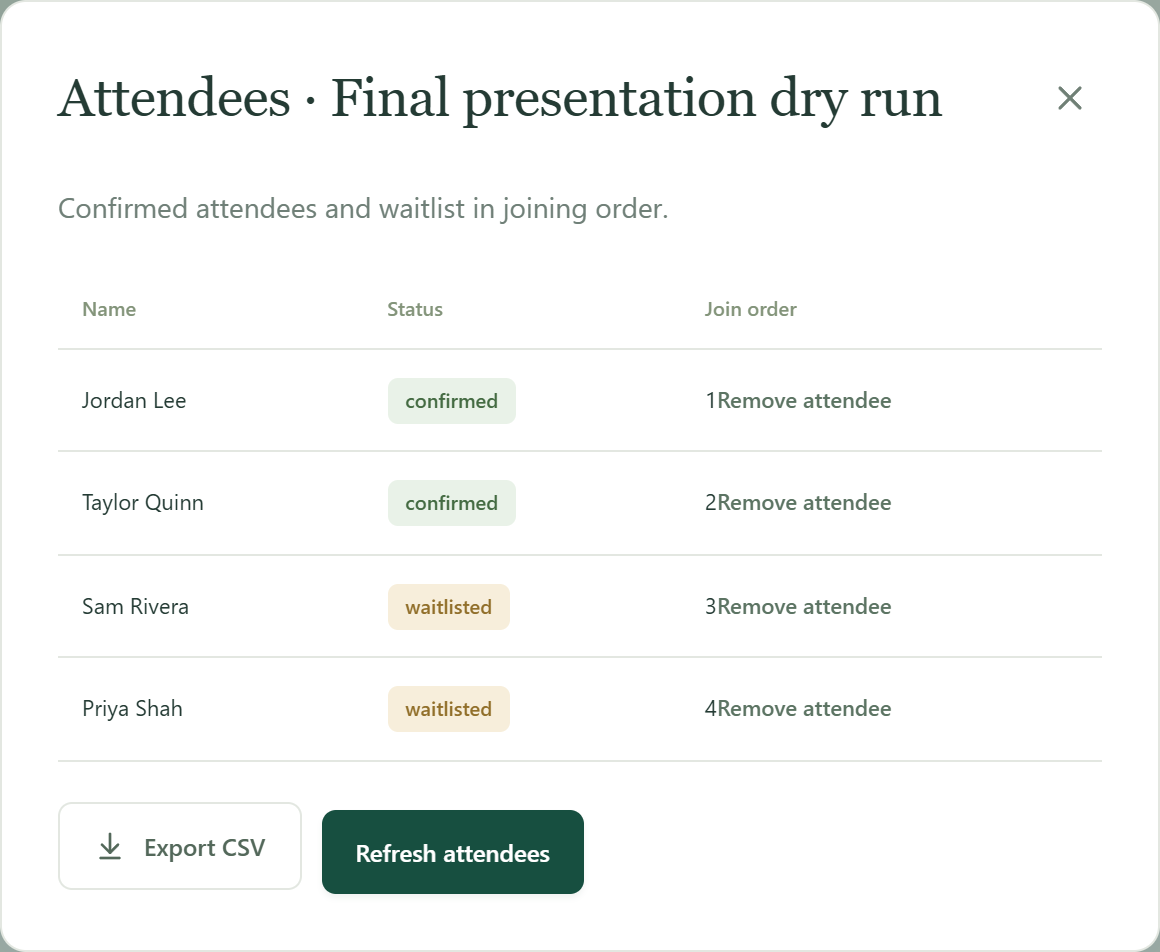 Attendees · Final presentation dry run
Confirmed attendees and waitlist in joining order.
Name Status Join order
Jordan Lee confirmed 1Remove attendee
Taylor Quinn confirmed 2Remove attendee
Sam Rivera waitlisted 3Remove attendee
Priya Shah waitlisted 4Remove attendee
Export CSV Refresh attendees